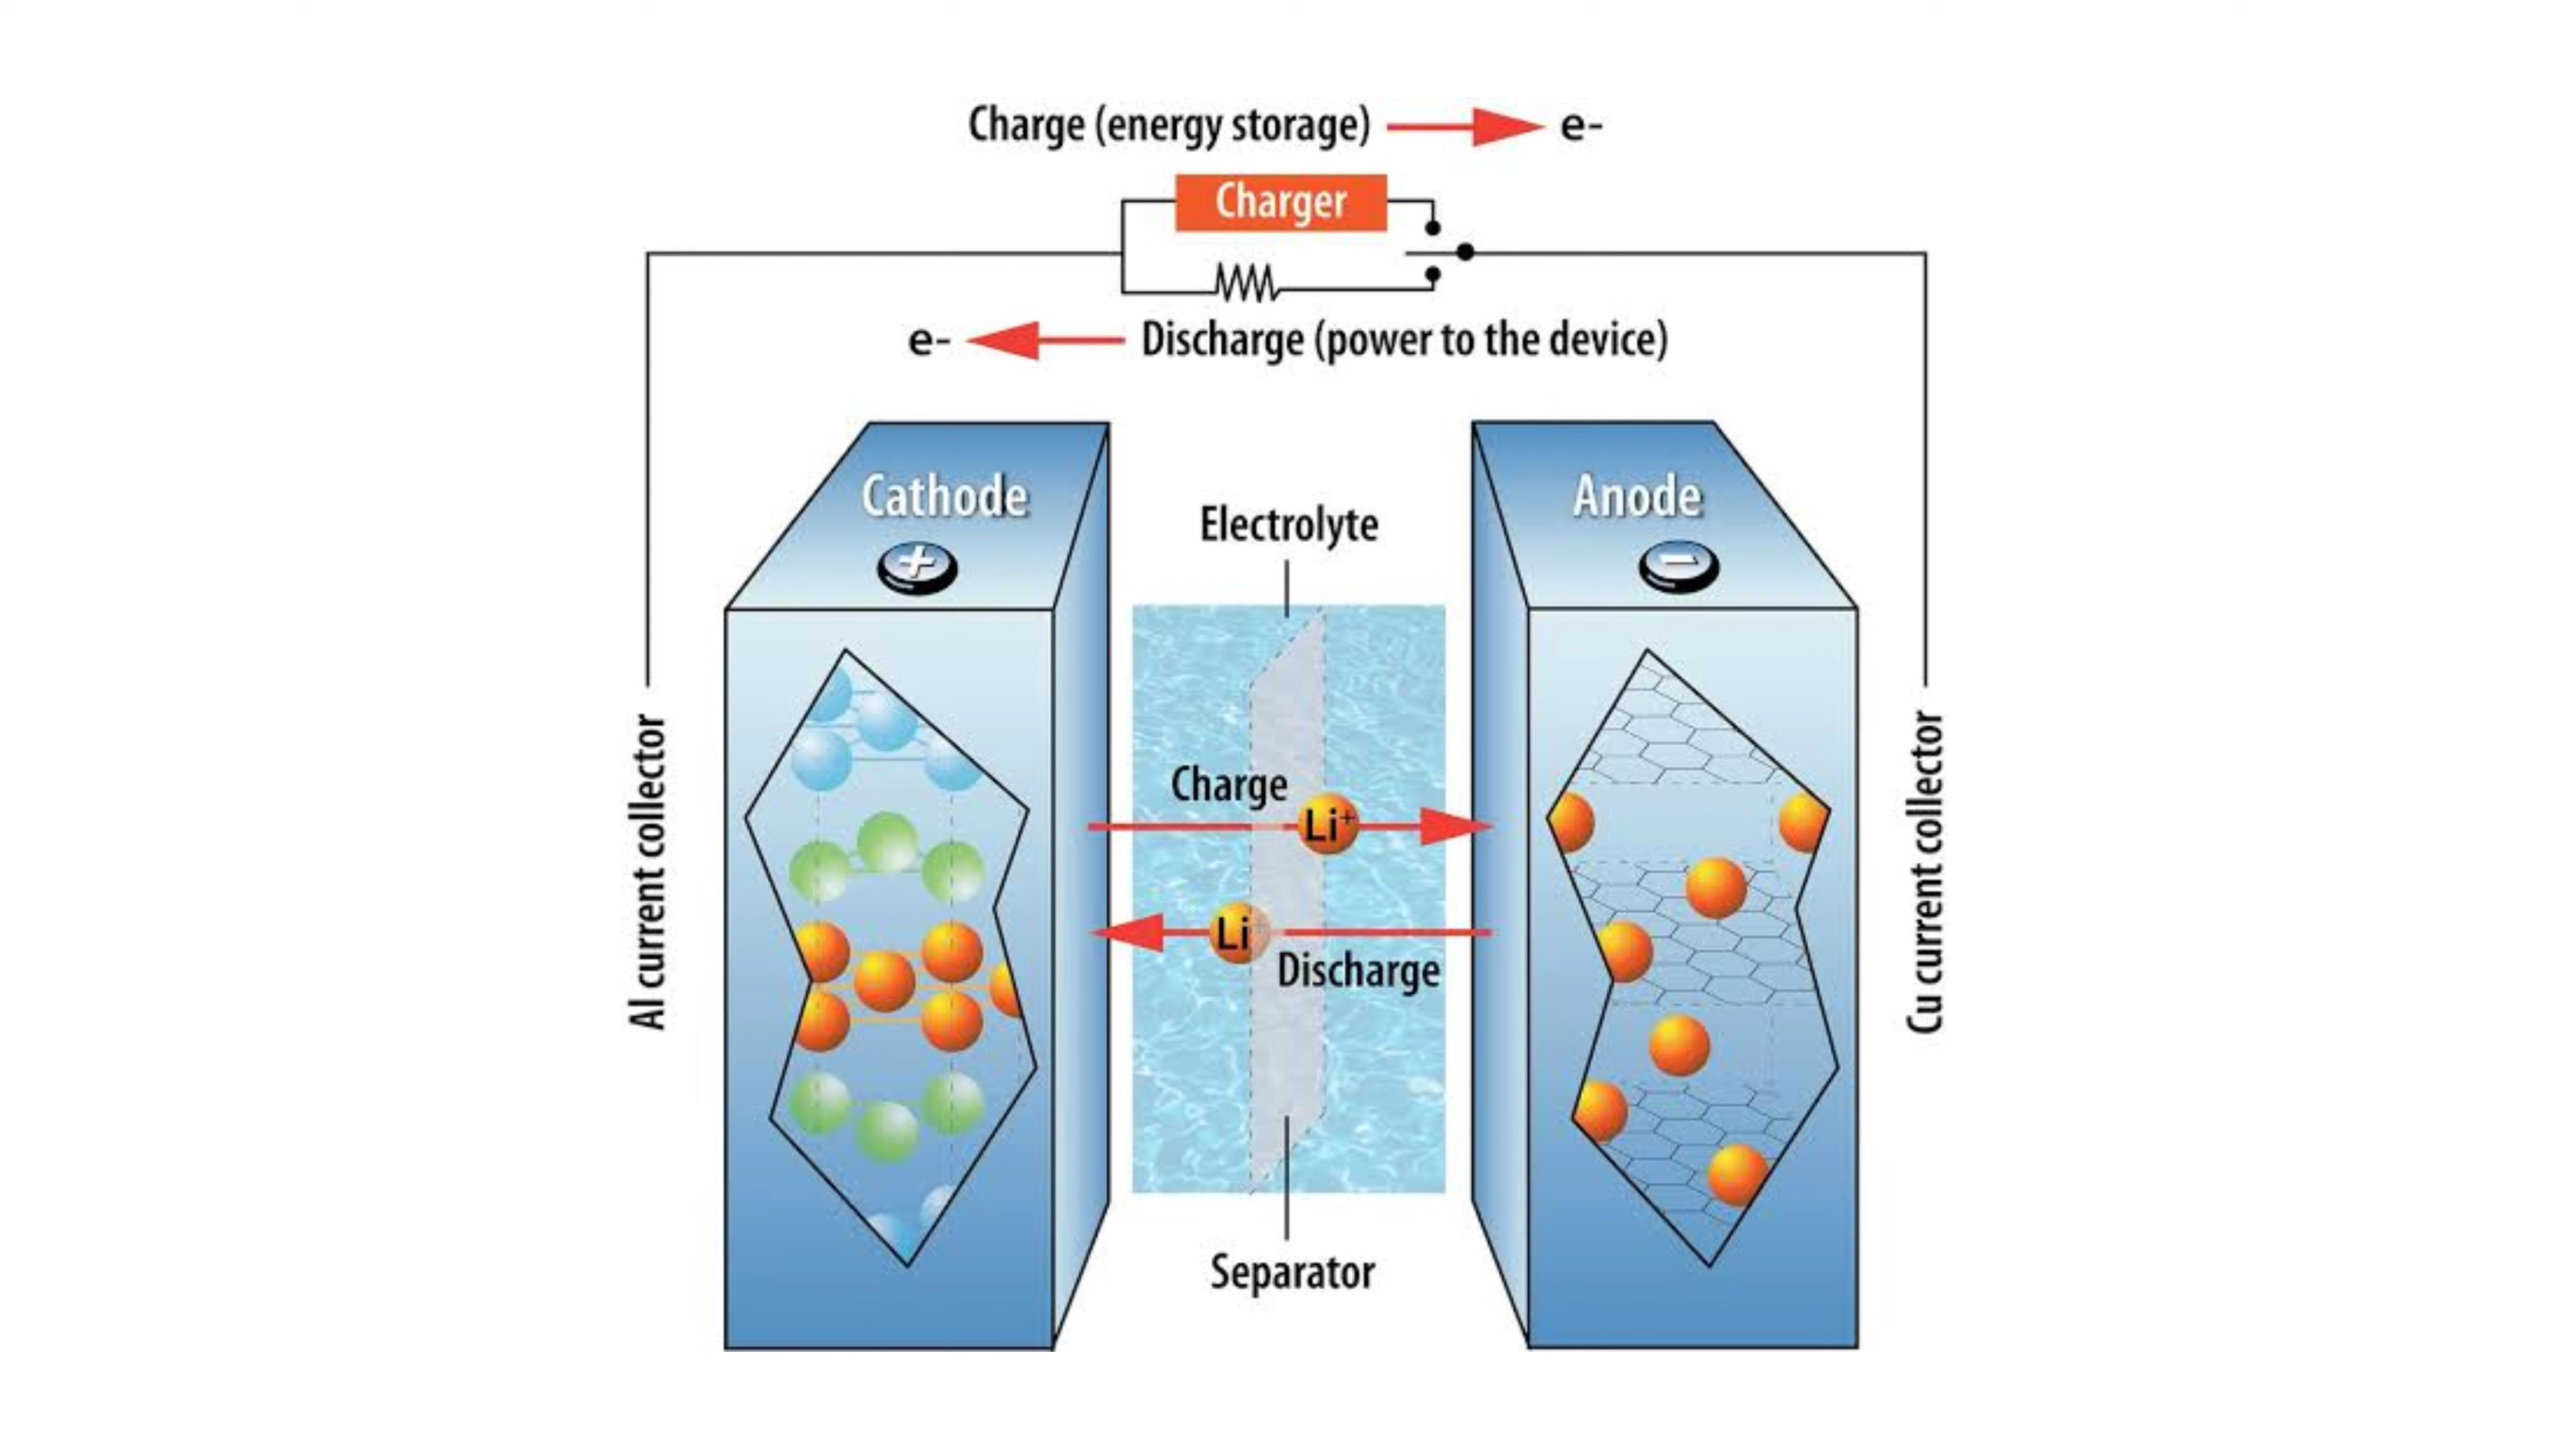 Charge (energy storage) e-
Charger
e- Discharge (power to the device)
Cathode
+
Anode
−
Electrolyte
Al current collector
Charge
Li+
Li+
Discharge
Cu current collector
Separator